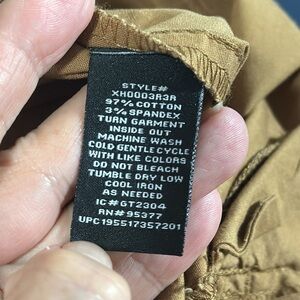 STYLE#
XH0003R3R
97% COTTON
3% SPANDEX
TURN GARMENT
INSIDE OUT
MACHINE WASH
COLD GENTLE CYCLE
WITH LIKE COLORS
DO NOT BLEACH
TUMBLE DRY LOW
COOL IRON
AS NEEDED
IC# GT2304
RN# 95377
UPC195517357201